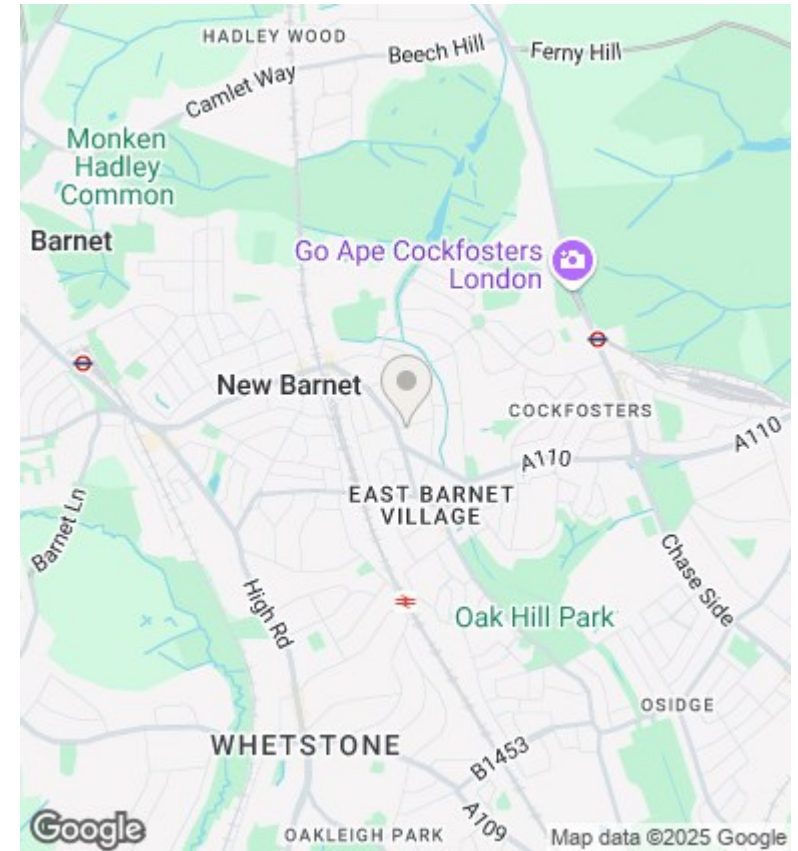 HADLEY WOOD
Beech Hill
Ferny Hill
Camlet Way
Monken
Hadley
Common
Barnet
Go Ape Cockfosters
London
New Barnet
COCKFOSTERS
A110
A110
EAST BARNET
VILLAGE
Barnet Ln
High Rd
Chase Side
Oak Hill Park
OSIDGE
WHETSTONE
B1453
A109
Google
OAKLEIGH PARK
Map data ©2025 Google